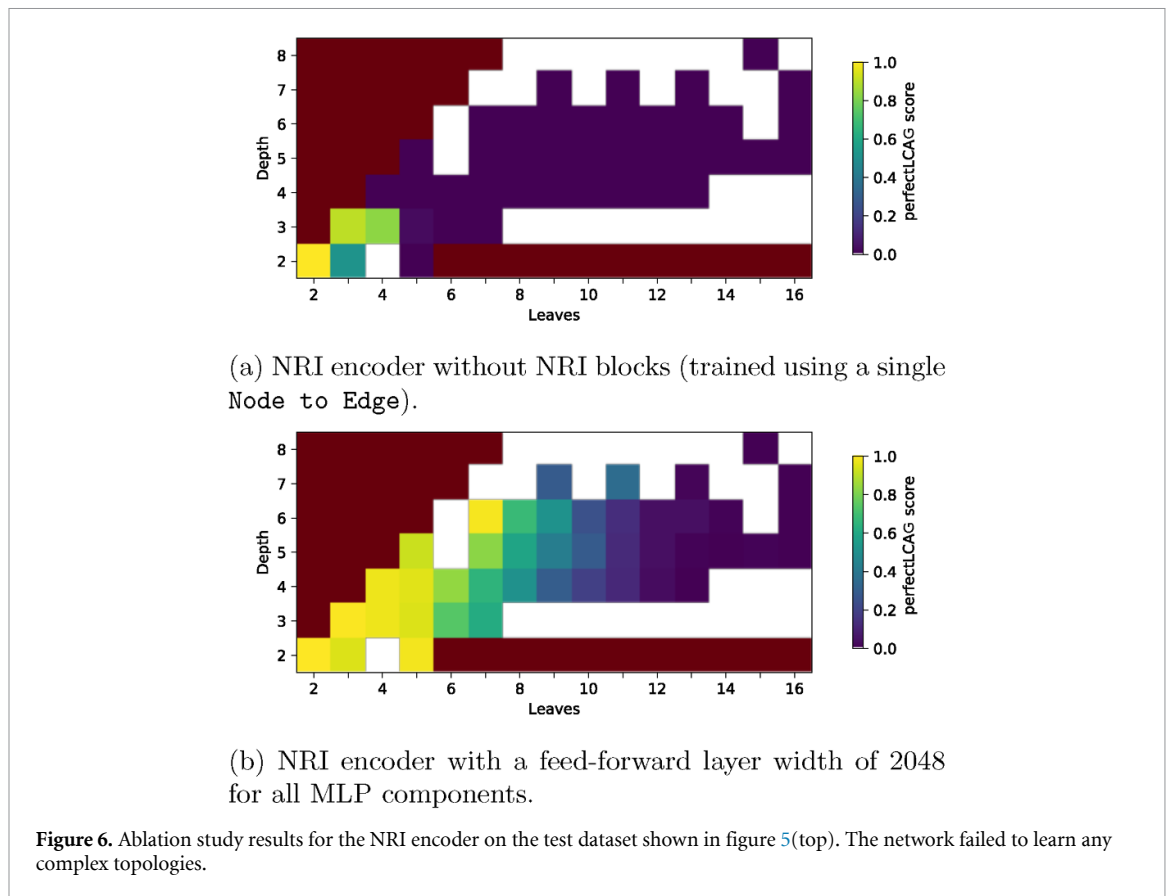 8
7
6
5
4
3
2
Depth
2 4 6 8 10 12 14 16
Leaves
1.0
0.8
0.6
0.4
0.2
0.0
perfectLCAG score
(a) NRI encoder without NRI blocks (trained using a single
Node to Edge).
8
7
6
5
4
3
2
Depth
2 4 6 8 10 12 14 16
Leaves
1.0
0.8
0.6
0.4
0.2
0.0
perfectLCAG score
(b) NRI encoder with a feed-forward layer width of 2048
for all MLP components.
Figure 6. Ablation study results for the NRI encoder on the test dataset shown in figure 5(top). The network failed to learn any
complex topologies.